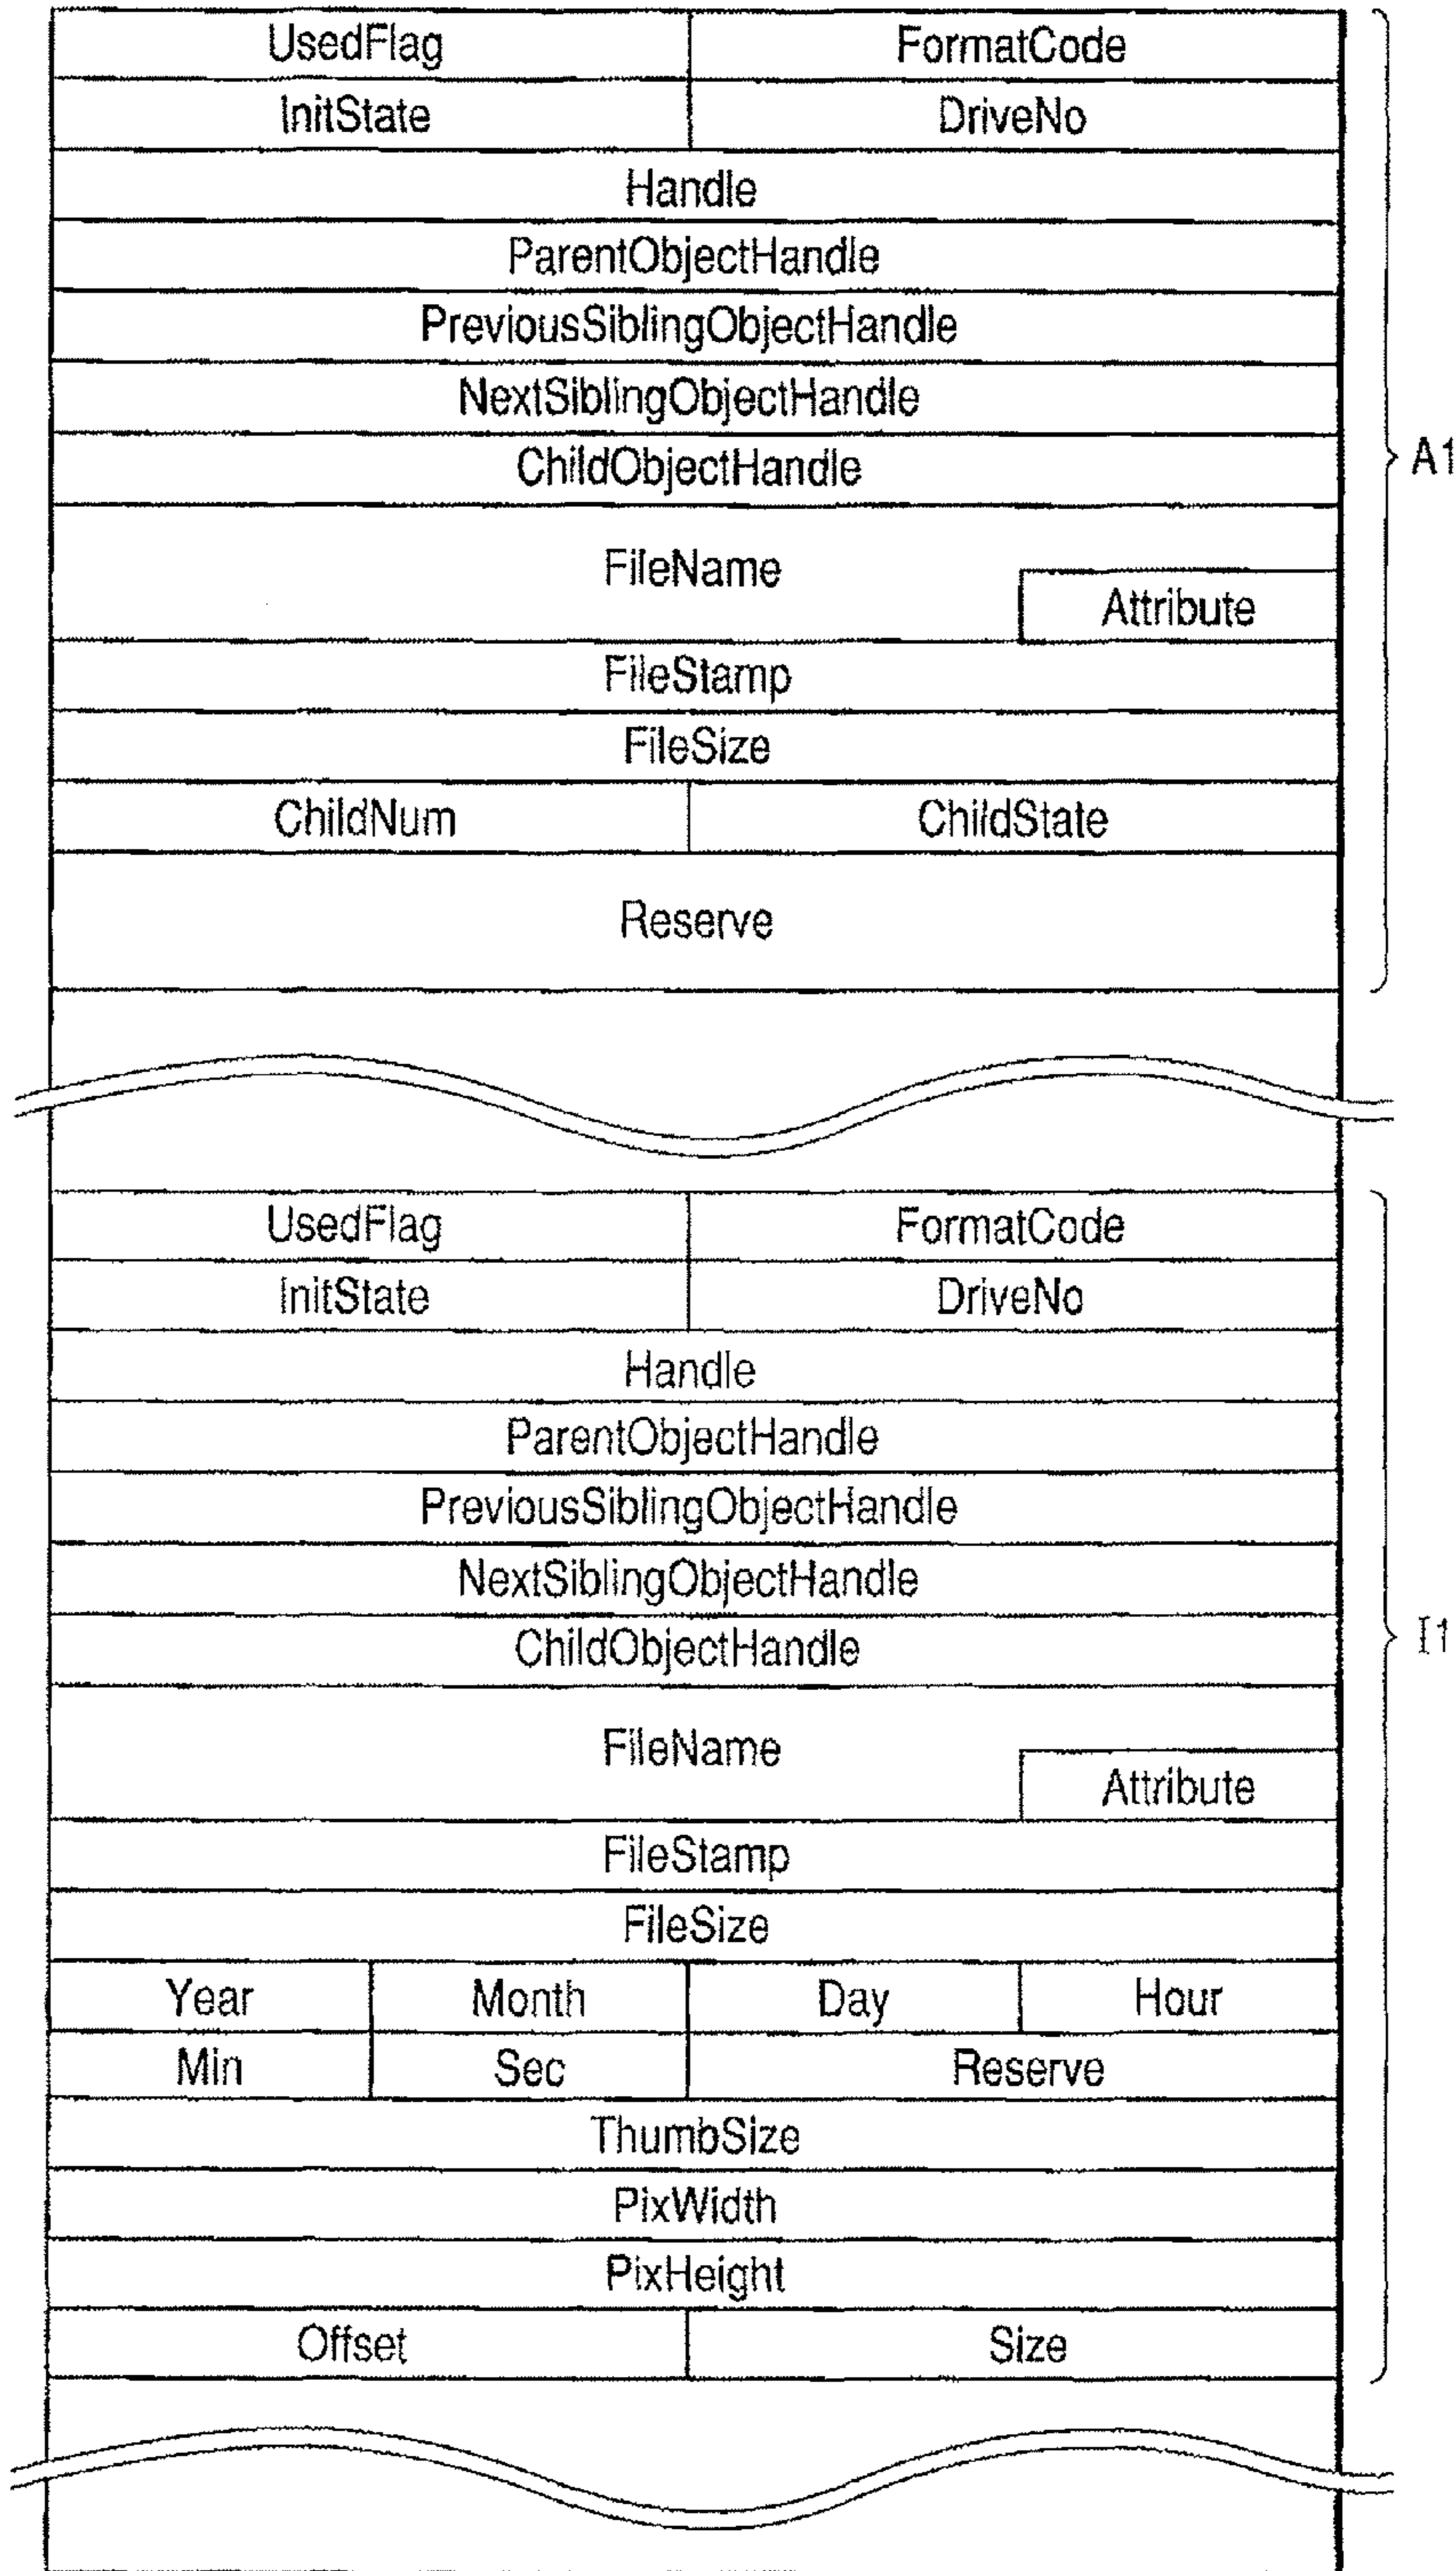 UsedFlag FormatCode
InitState DriveNo
Handle
ParentObjectHandle
PreviousSiblingObjectHandle
NextSiblingObjectHandle
ChildObjectHandle
A1
FileName
Attribute
FileStamp
FileSize
ChildNum ChildState
Reserve
UsedFlag FormatCode
InitState DriveNo
Handle
ParentObjectHandle
PreviousSiblingObjectHandle
NextSiblingObjectHandle
ChildObjectHandle
I1
FileName
Attribute
FileStamp
FileSize
Year Month Day Hour
Min Sec Reserve
ThumbSize
PixWidth
PixHeight
Offset Size